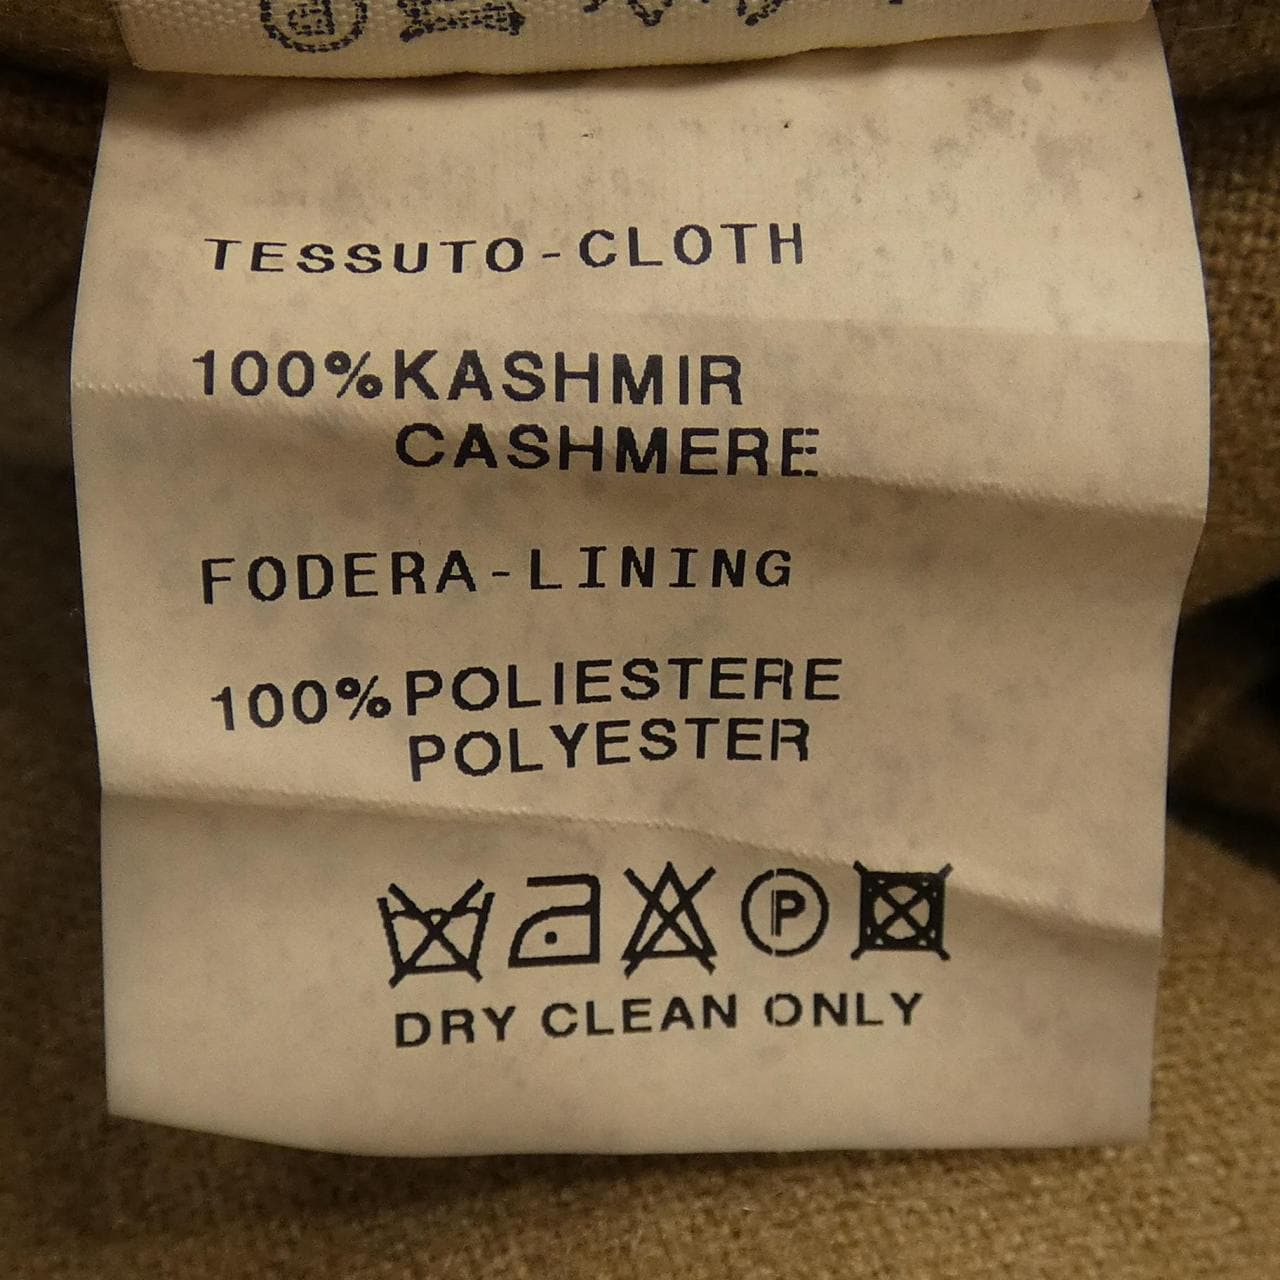 TESSUTO-CLOTH
100%KASHMIR
CASHMERE
FODERA-LINING
100%POLIESTERE
POLYESTER
P
DRY CLEAN ONLY